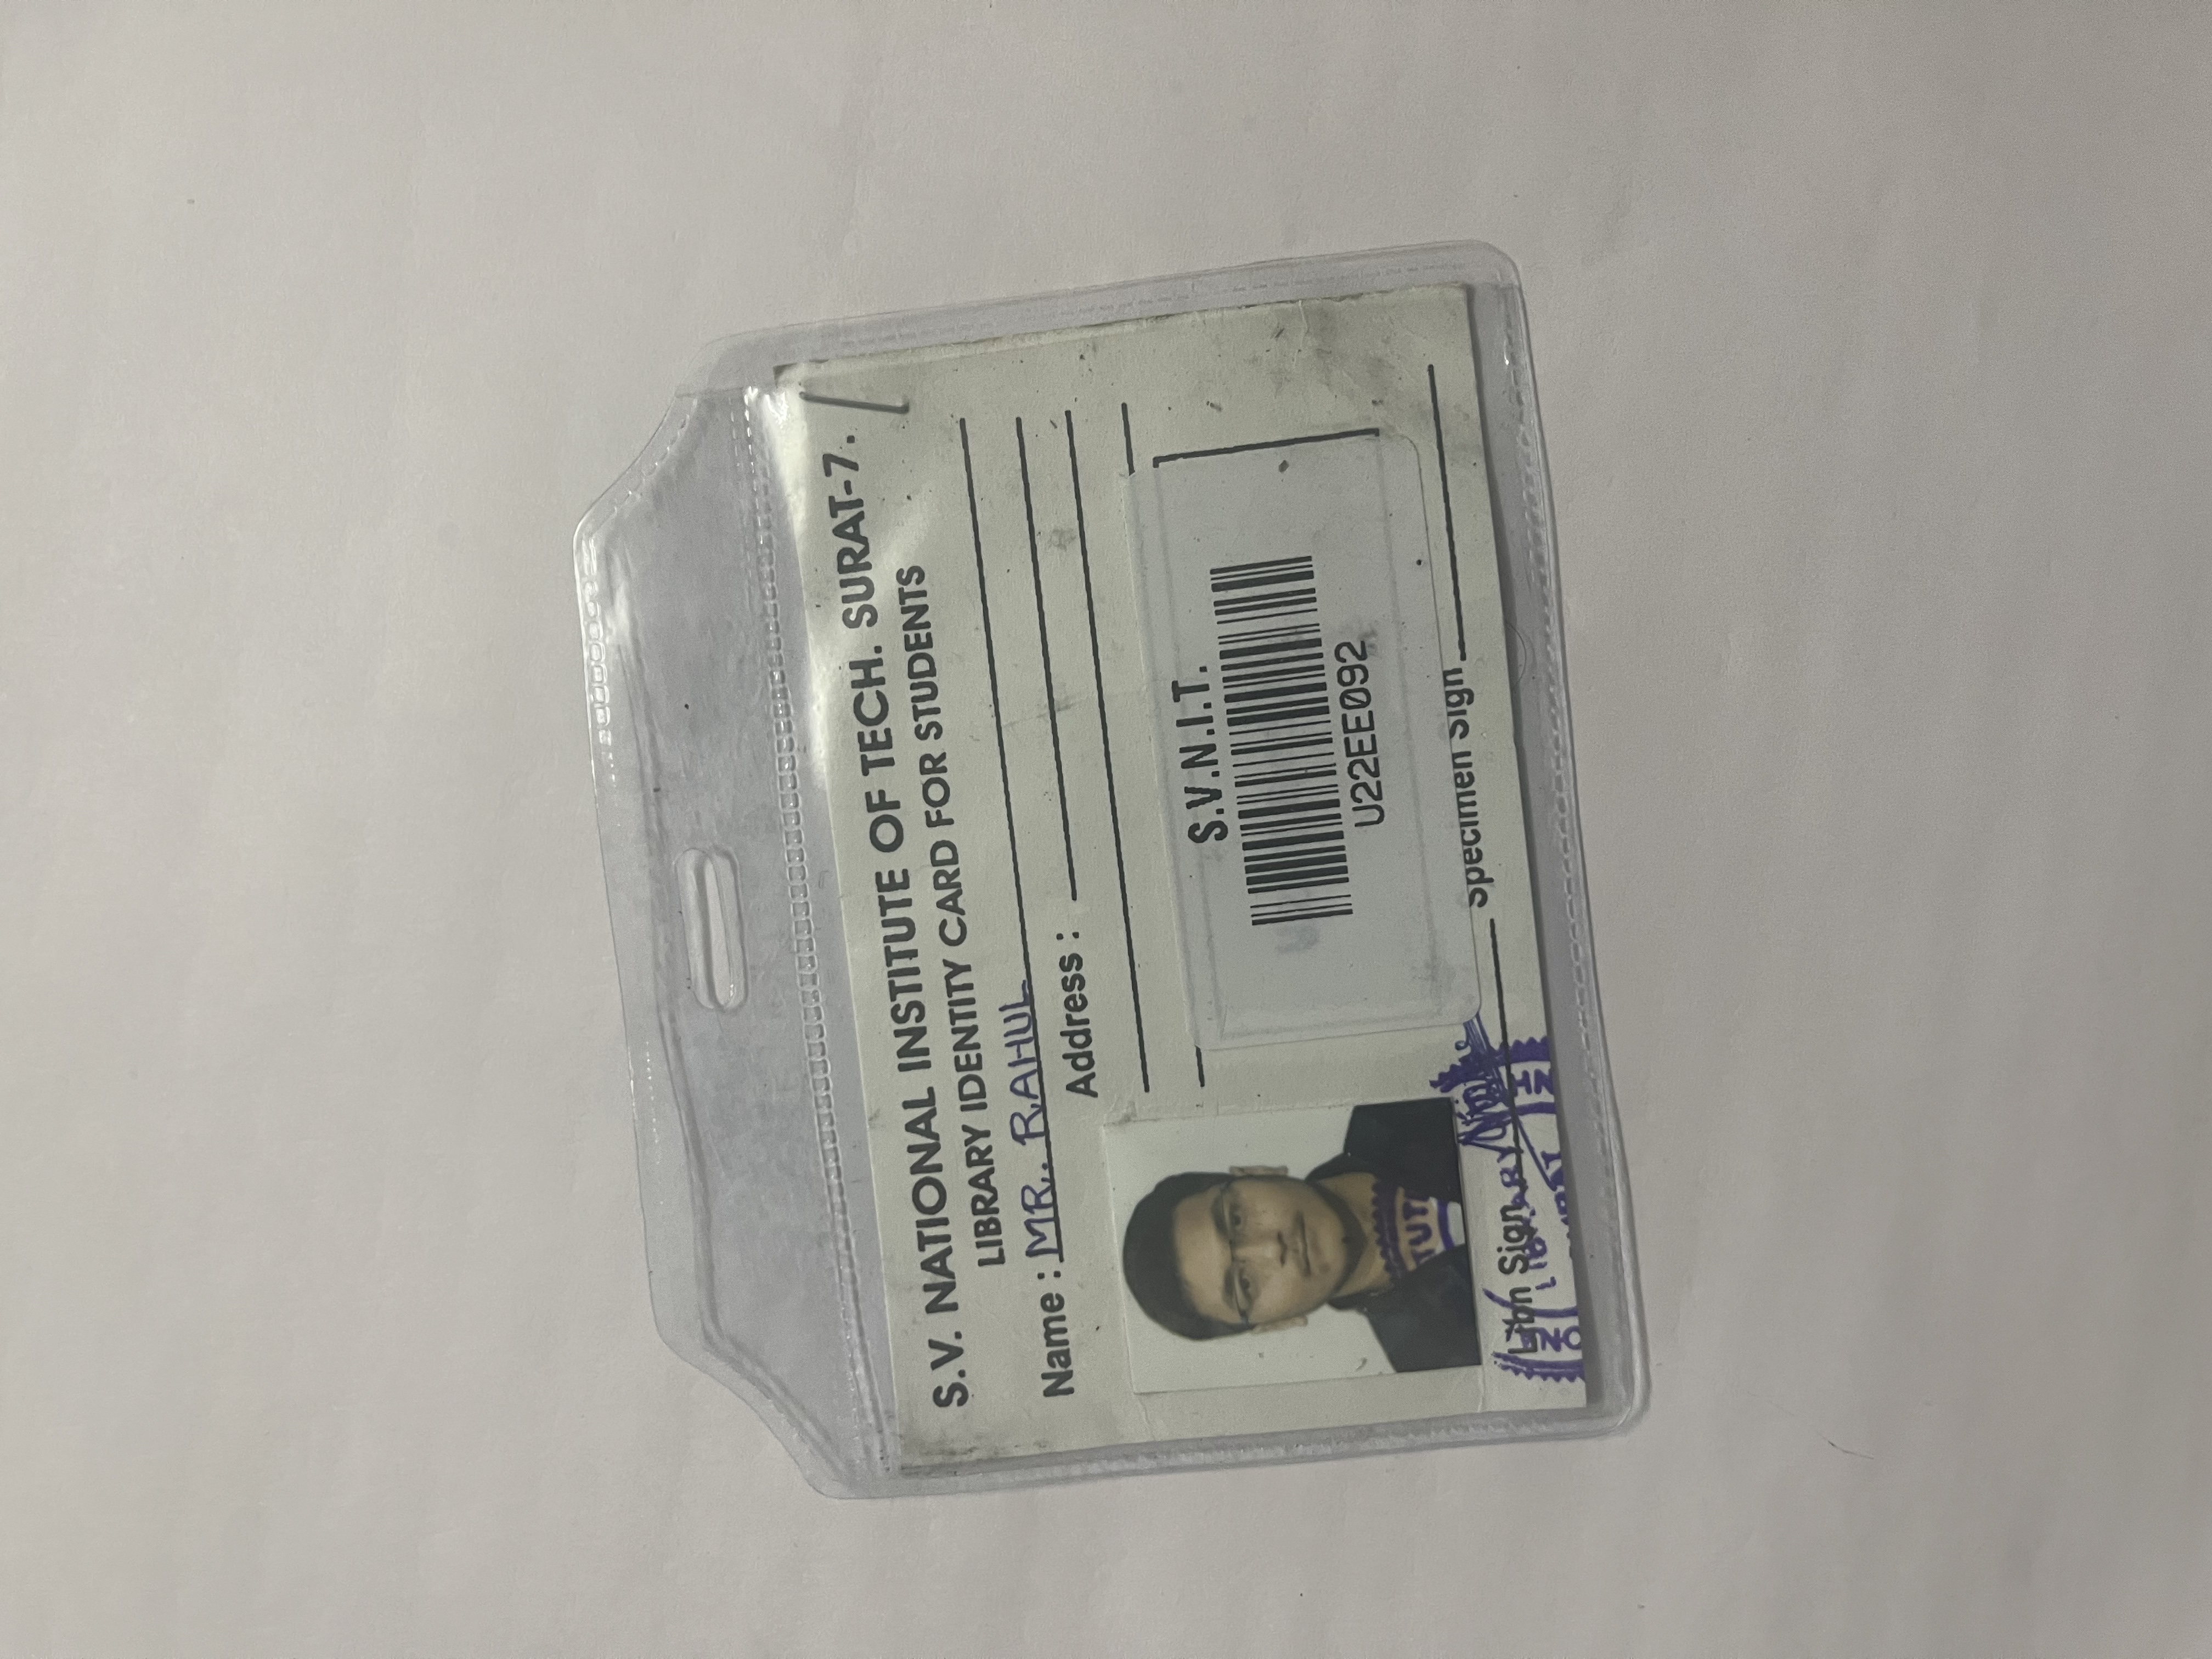 S.V. NATIONAL INSTITUTE OF TECH. SURAT-7.
LIBRARY IDENTITY CARD FOR STUDENTS
Name : MR. RAHUL
Address :
S.V.N.I.T.
U22EE092
Specimen Sign
Libn Sign
LIBRARY
SURAT